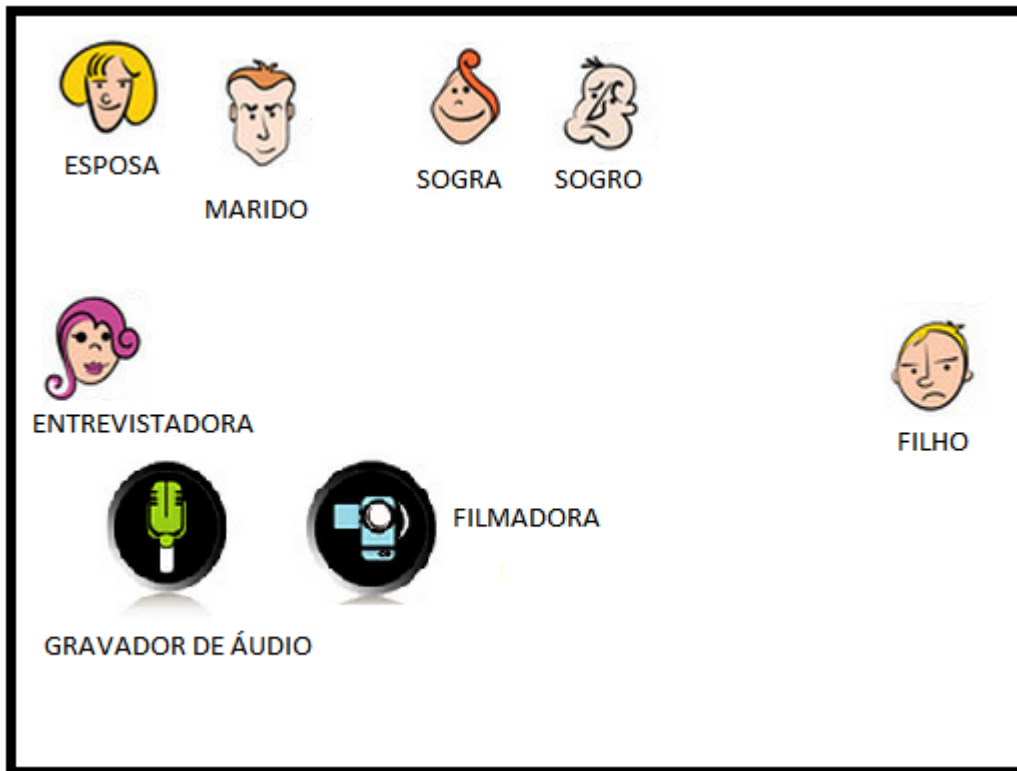 ESPOSA
MARIDO
SOGRA
SOGRO
ENTREVISTADORA
FILHO
FILMADORA
GRAVADOR DE ÁUDIO